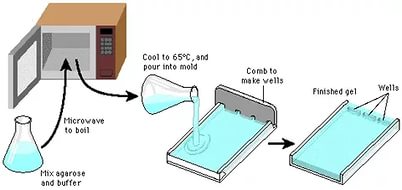 Mix agarose
and buffer
Microwave
to boil
Cool to 65°C, and
pour into mold
Comb to
make wells
Finished gel
Wells